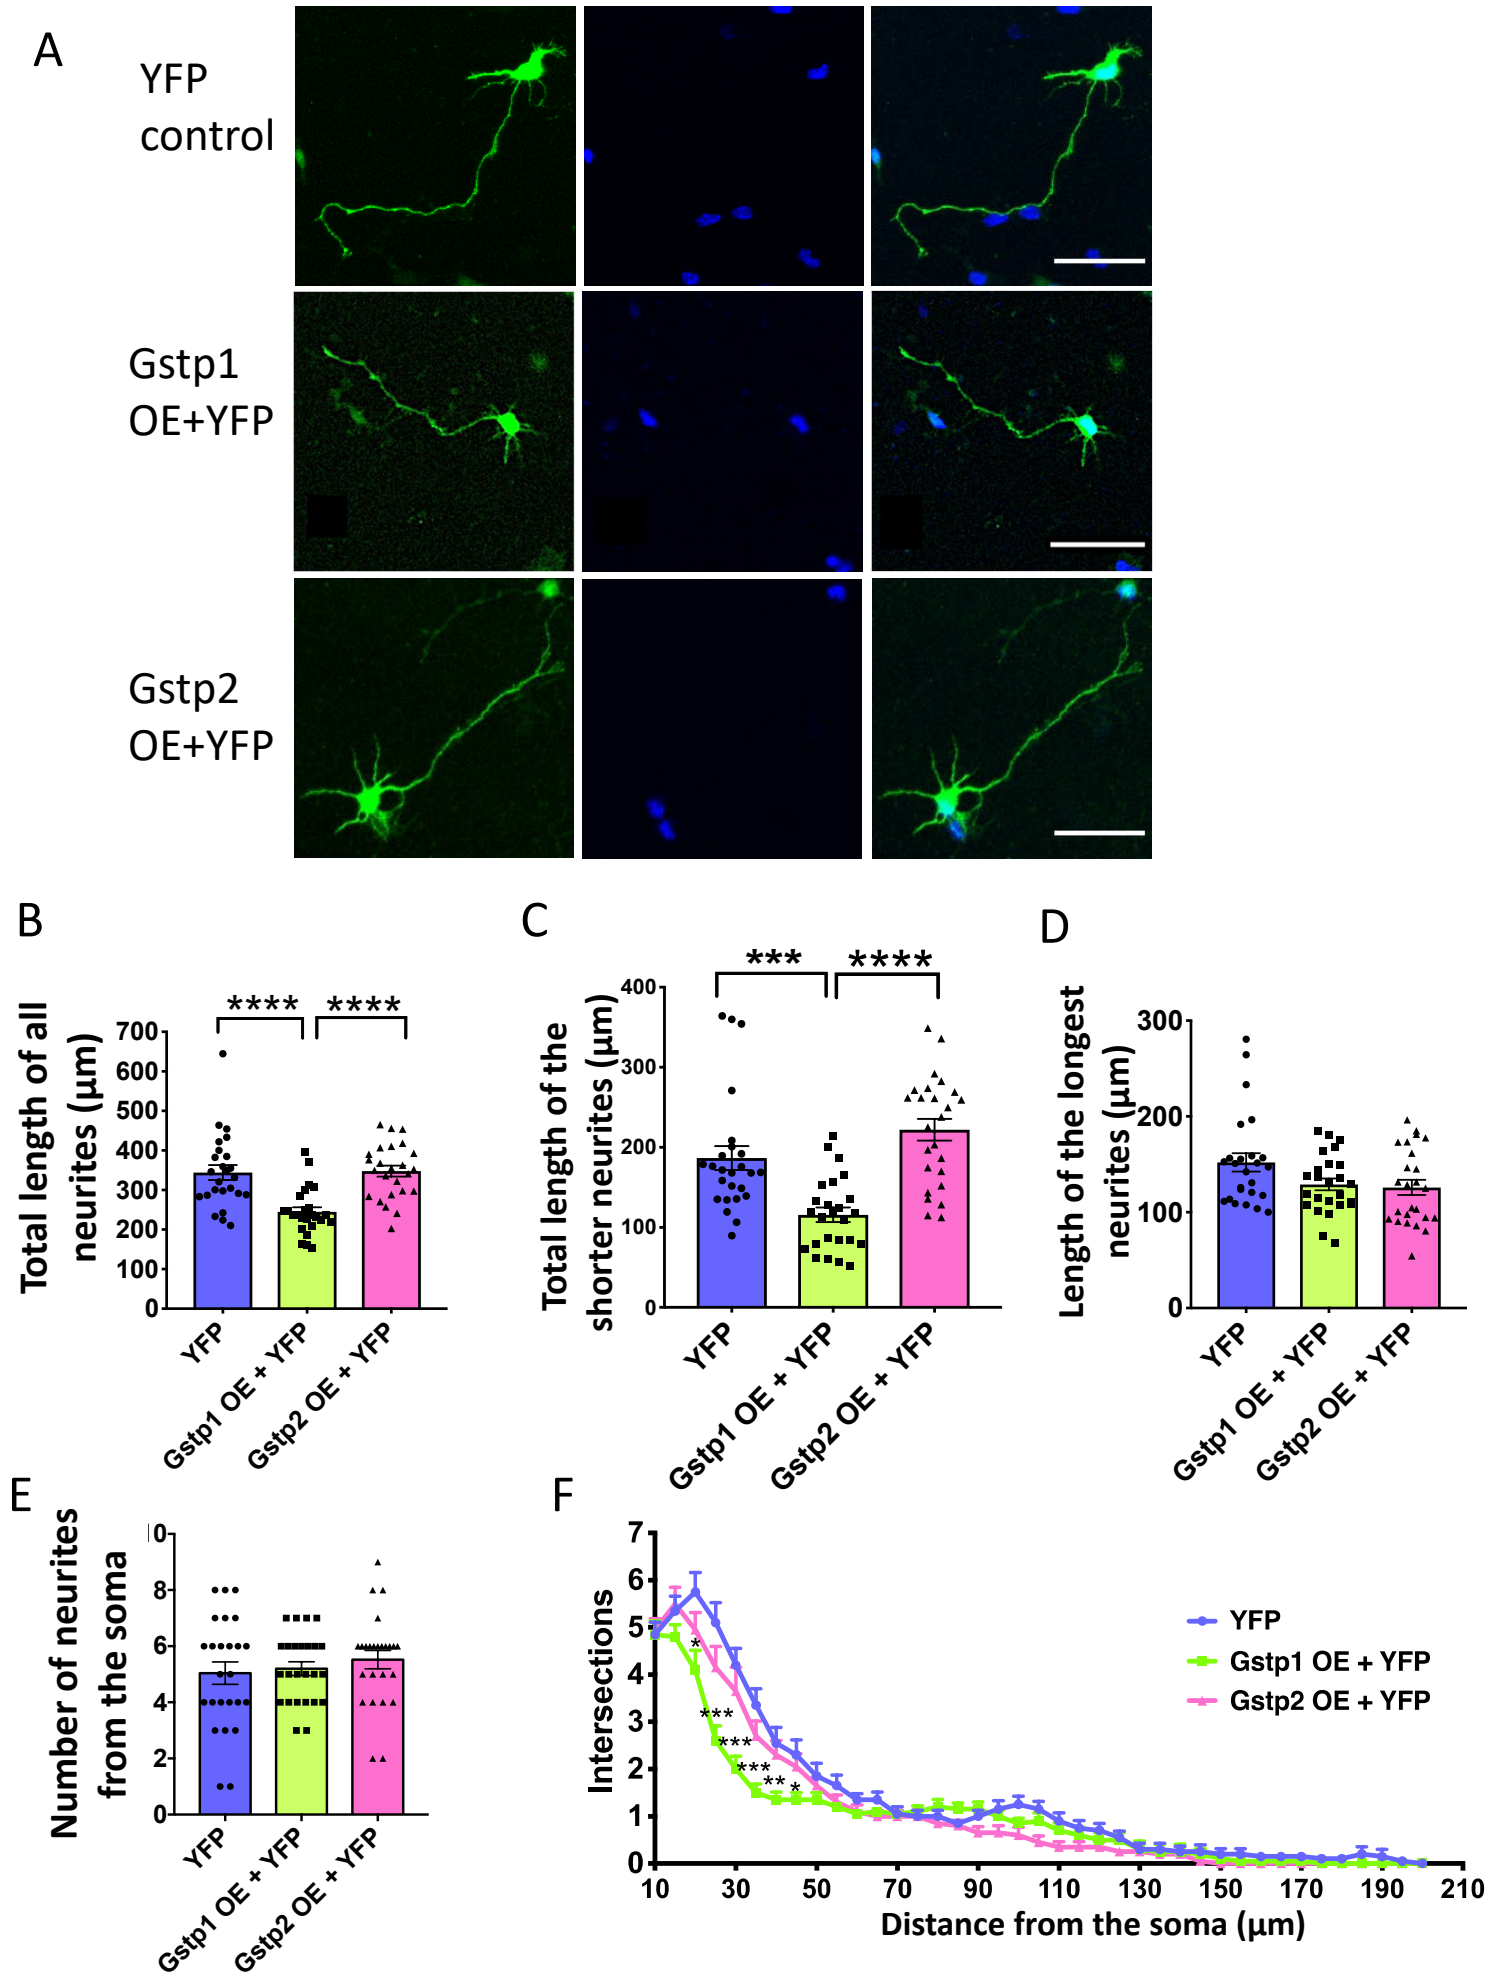 A
YFP
control
Gstp1
OE+YFP
Gstp2
OE+YFP
B
Total length of all
neurites (µm)
700
600
500
400
300
200
100
0
****
****
YFP
Gstp1 OE + YFP
Gstp2 OE + YFP
C
Total length of the
shorter neurites (µm)
400
300
200
100
0
***
****
YFP
Gstp1 OE + YFP
Gstp2 OE + YFP
D
Length of the longest
neurites (µm)
300
200
100
0
YFP
Gstp1 OE + YFP
Gstp2 OE + YFP
E
Number of neurites
from the soma
0
8
6
4
2
0
YFP
Gstp1 OE + YFP
Gstp2 OE + YFP
F
Intersections
7
6
5
4
3
2
1
0
*
***
***
***
**
*
YFP
Gstp1 OE + YFP
Gstp2 OE + YFP
10 30 50 70 90 110 130 150 170 190 210
Distance from the soma (µm)